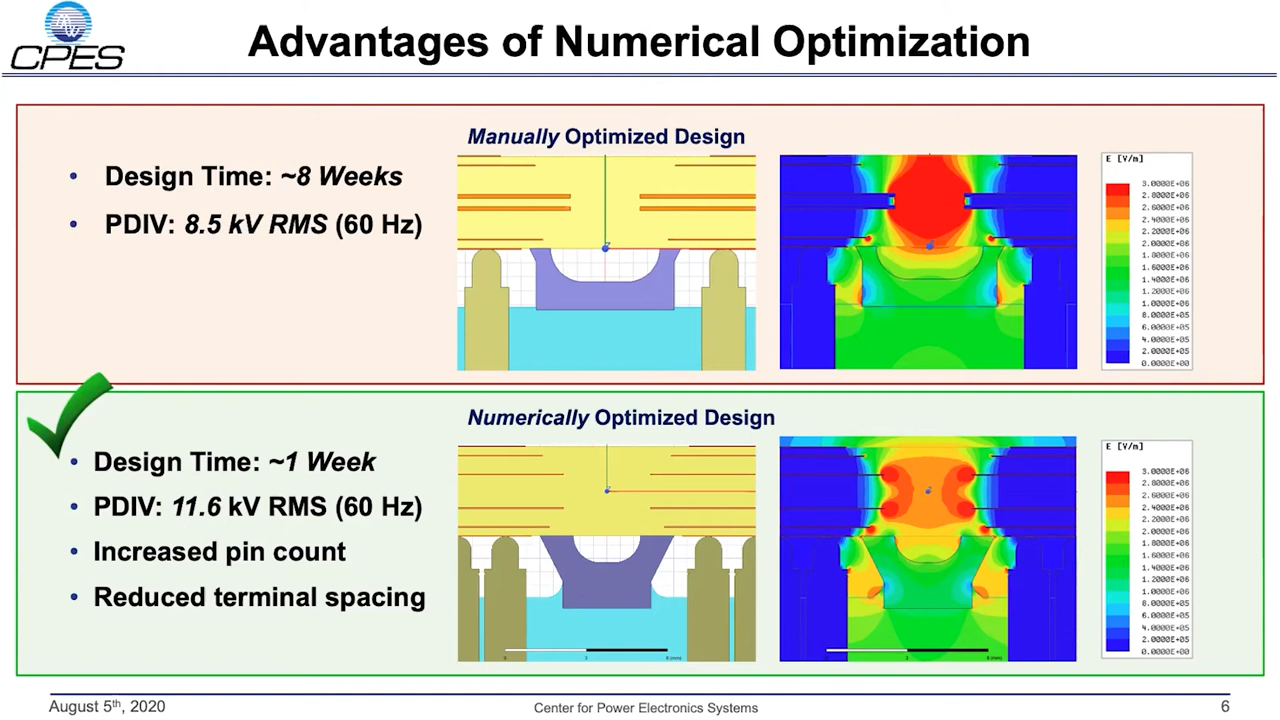 CPES
Advantages of Numerical Optimization
Manually Optimized Design
• Design Time: ~8 Weeks
• PDIV: 8.5 kV RMS (60 Hz)
E [V/m]
3.0000E+06
2.8000E+06
2.6000E+06
2.4000E+06
2.2000E+06
2.0000E+06
1.8000E+06
1.6000E+06
1.4000E+06
1.2000E+06
1.0000E+06
8.0000E+05
6.0000E+05
4.0000E+05
2.0000E+05
0.0000E+00
Numerically Optimized Design
• Design Time: ~1 Week
• PDIV: 11.6 kV RMS (60 Hz)
• Increased pin count
• Reduced terminal spacing
E [V/m]
3.0000E+06
2.8000E+06
2.6000E+06
2.4000E+06
2.2000E+06
2.0000E+06
1.8000E+06
1.6000E+06
1.4000E+06
1.2000E+06
1.0000E+06
8.0000E+05
6.0000E+05
4.0000E+05
2.0000E+05
0.0000E+00
August 5th, 2020
Center for Power Electronics Systems
6